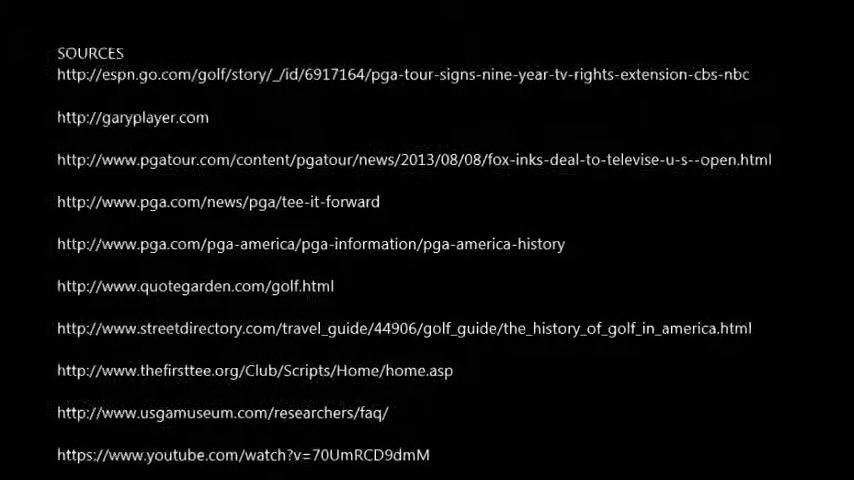 SOURCES
http://espn.go.com/golf/story/_/id/6917164/pga-tour-signs-nine-year-tv-rights-extension-cbs-nbc
http://garyplayer.com
http://www.pgatour.com/content/pgatour/news/2013/08/08/fox-inks-deal-to-televise-u-s--open.html
http://www.pga.com/news/pga/tee-it-forward
http://www.pga.com/pga-america/pga-information/pga-america-history
http://www.quotegarden.com/golf.html
http://www.streetdirectory.com/travel_guide/44906/golf_guide/the_history_of_golf_in_america.html
http://www.thefirsttee.org/Club/Scripts/Home/home.asp
http://www.usgamuseum.com/researchers/faq/
https://www.youtube.com/watch?v=70UmRCD9dmM